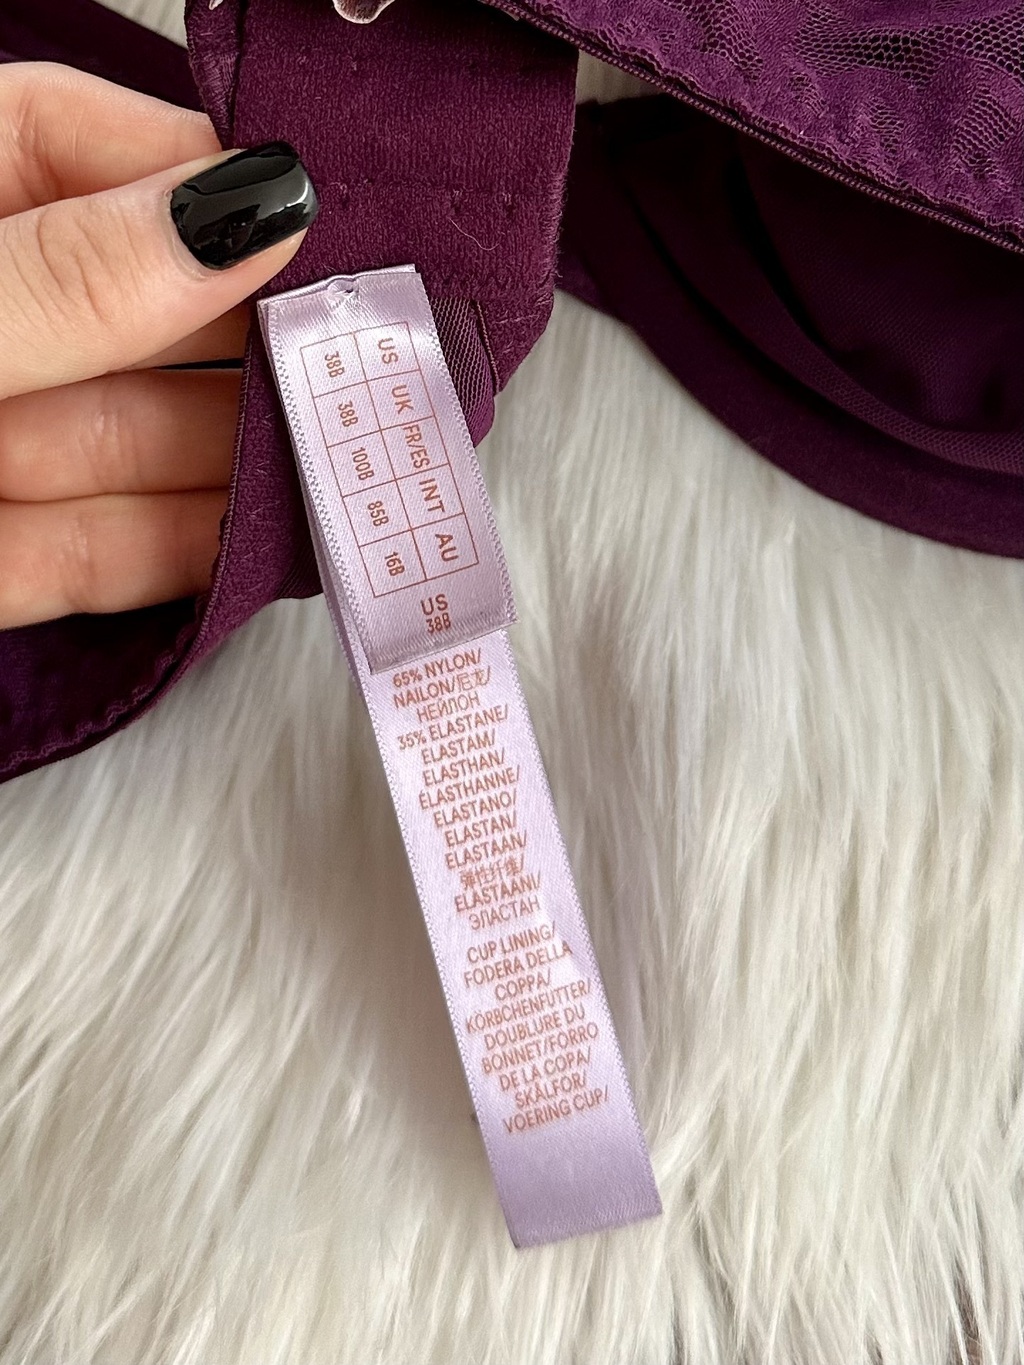 US UK FR/ES INT AU
38B 38B 100B 85B 16B
US
38B
65% NYLON/
NAILON/尼龙/
НЕЙЛОН
35% ELASTANE/
ELASTAM/
ELASTHAN/
ELASTHANNE/
ELASTANO/
ELASTAN/
ELASTAAN/
弹性纤维/
ELASTAANI/
ЭЛАСТАН
CUP LINING/
FODERA DELLA
COPPA/
KÖRBCHENFUTTER/
DOUBLURE DU
BONNET/FORRO
DE LA COPA/
SKÅLFOR/
VOERING CUP/